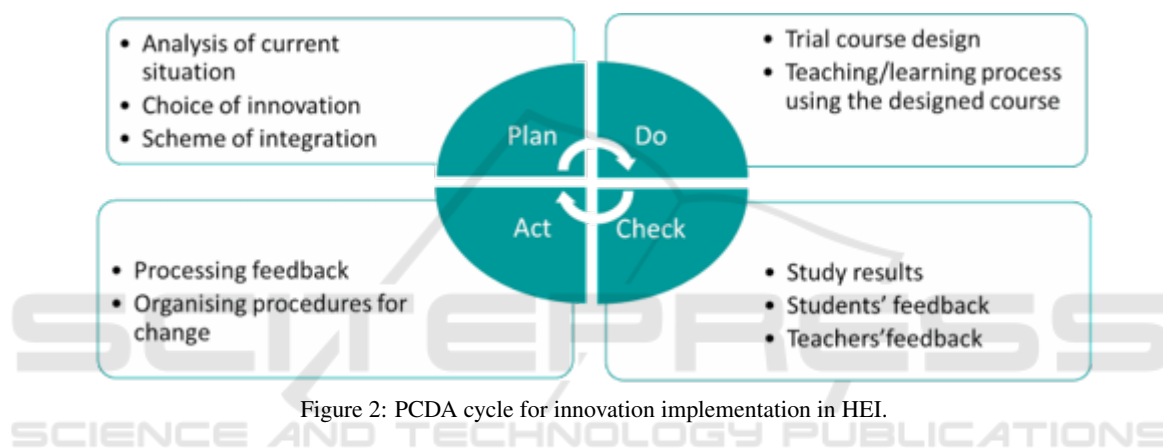 • Analysis of current
situation
• Choice of innovation
• Scheme of integration
• Trial course design
• Teaching/learning process
using the designed course
Plan
Do
Act
Check
• Processing feedback
• Organising procedures for
change
• Study results
• Students' feedback
• Teachers'feedback
SCITEPRESS
Figure 2: PCDA cycle for innovation implementation in HEI.
SCIENCE AND TECHNOLOGY PUBLICATIONS